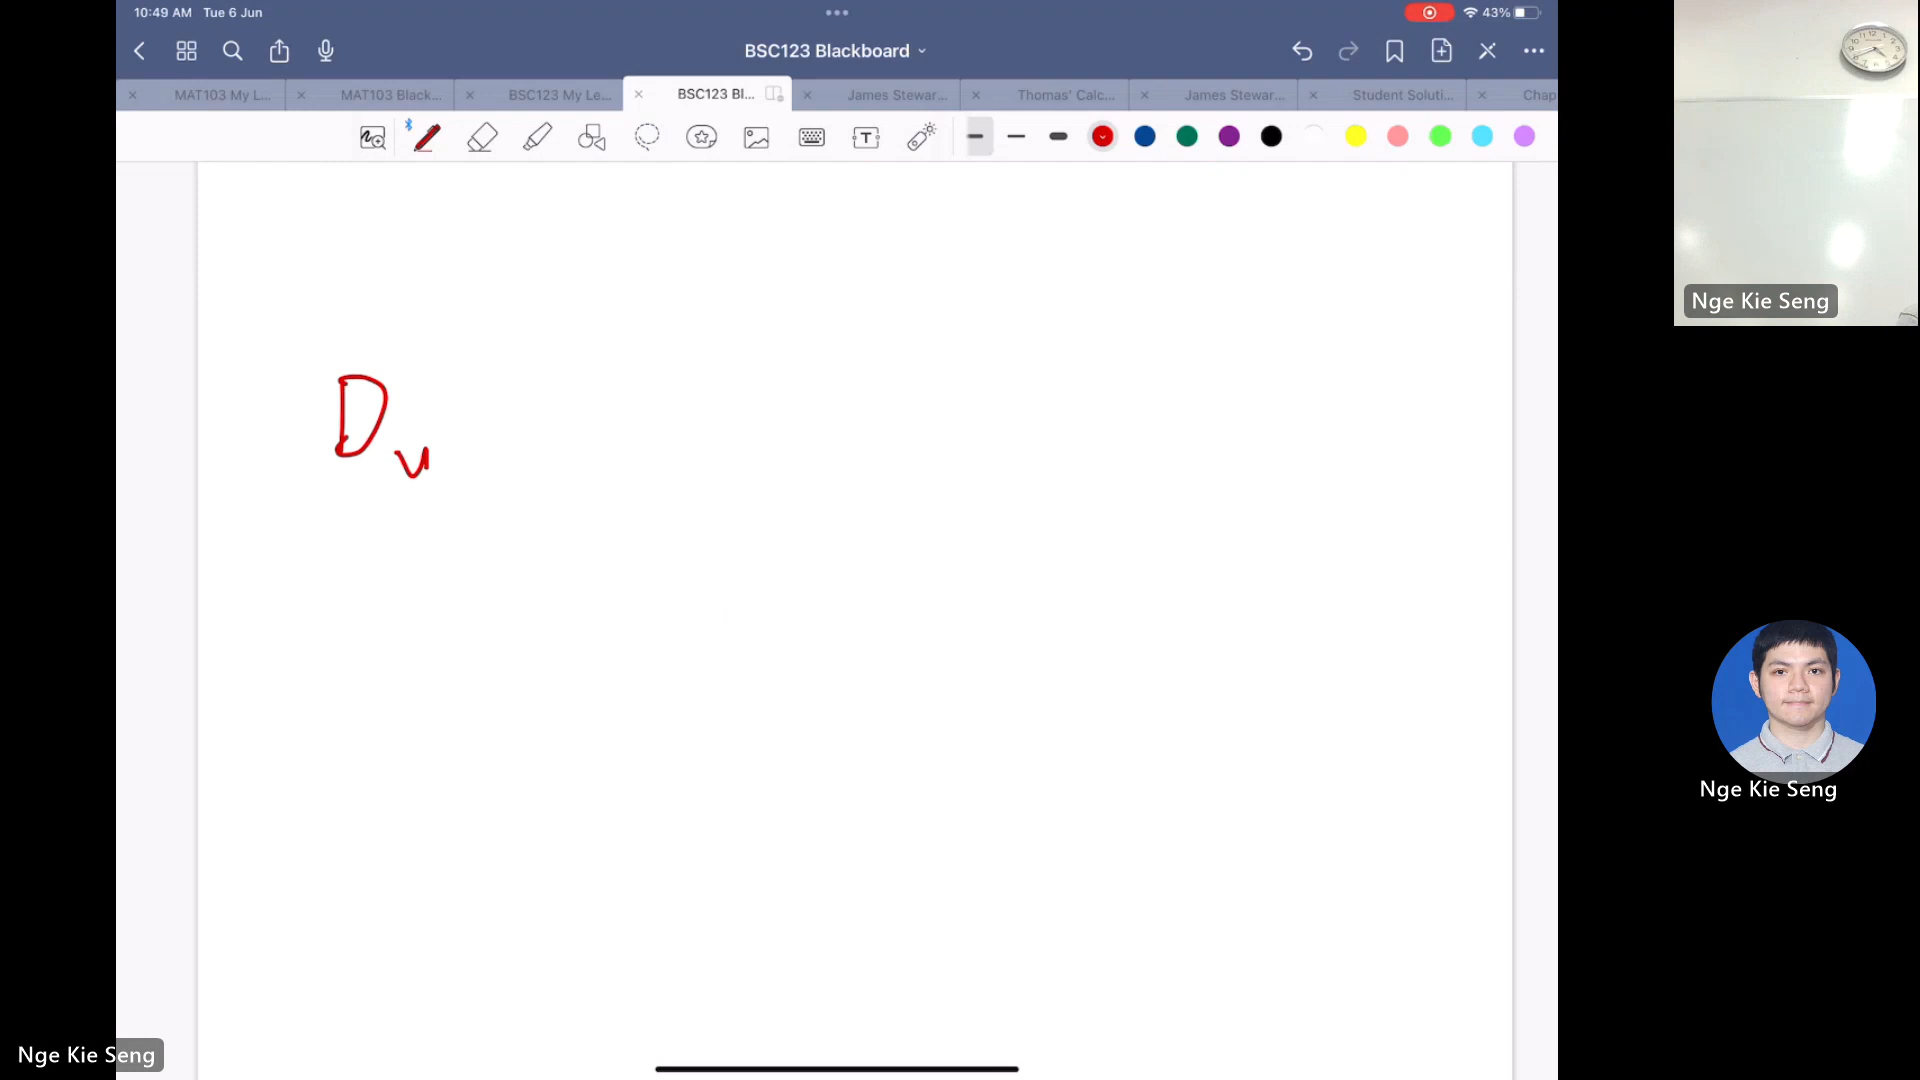 10:49 AM Tue 6 Jun
43%
BSC123 Blackboard
MAT103 My L...
MAT103 Black...
BSC123 My Le...
BSC123 Bl...
James Stewar...
Thomas' Calc...
James Stewar...
Student Soluti...
Chap
T
D
u
Nge Kie Seng
Nge Kie Seng
Nge Kie Seng